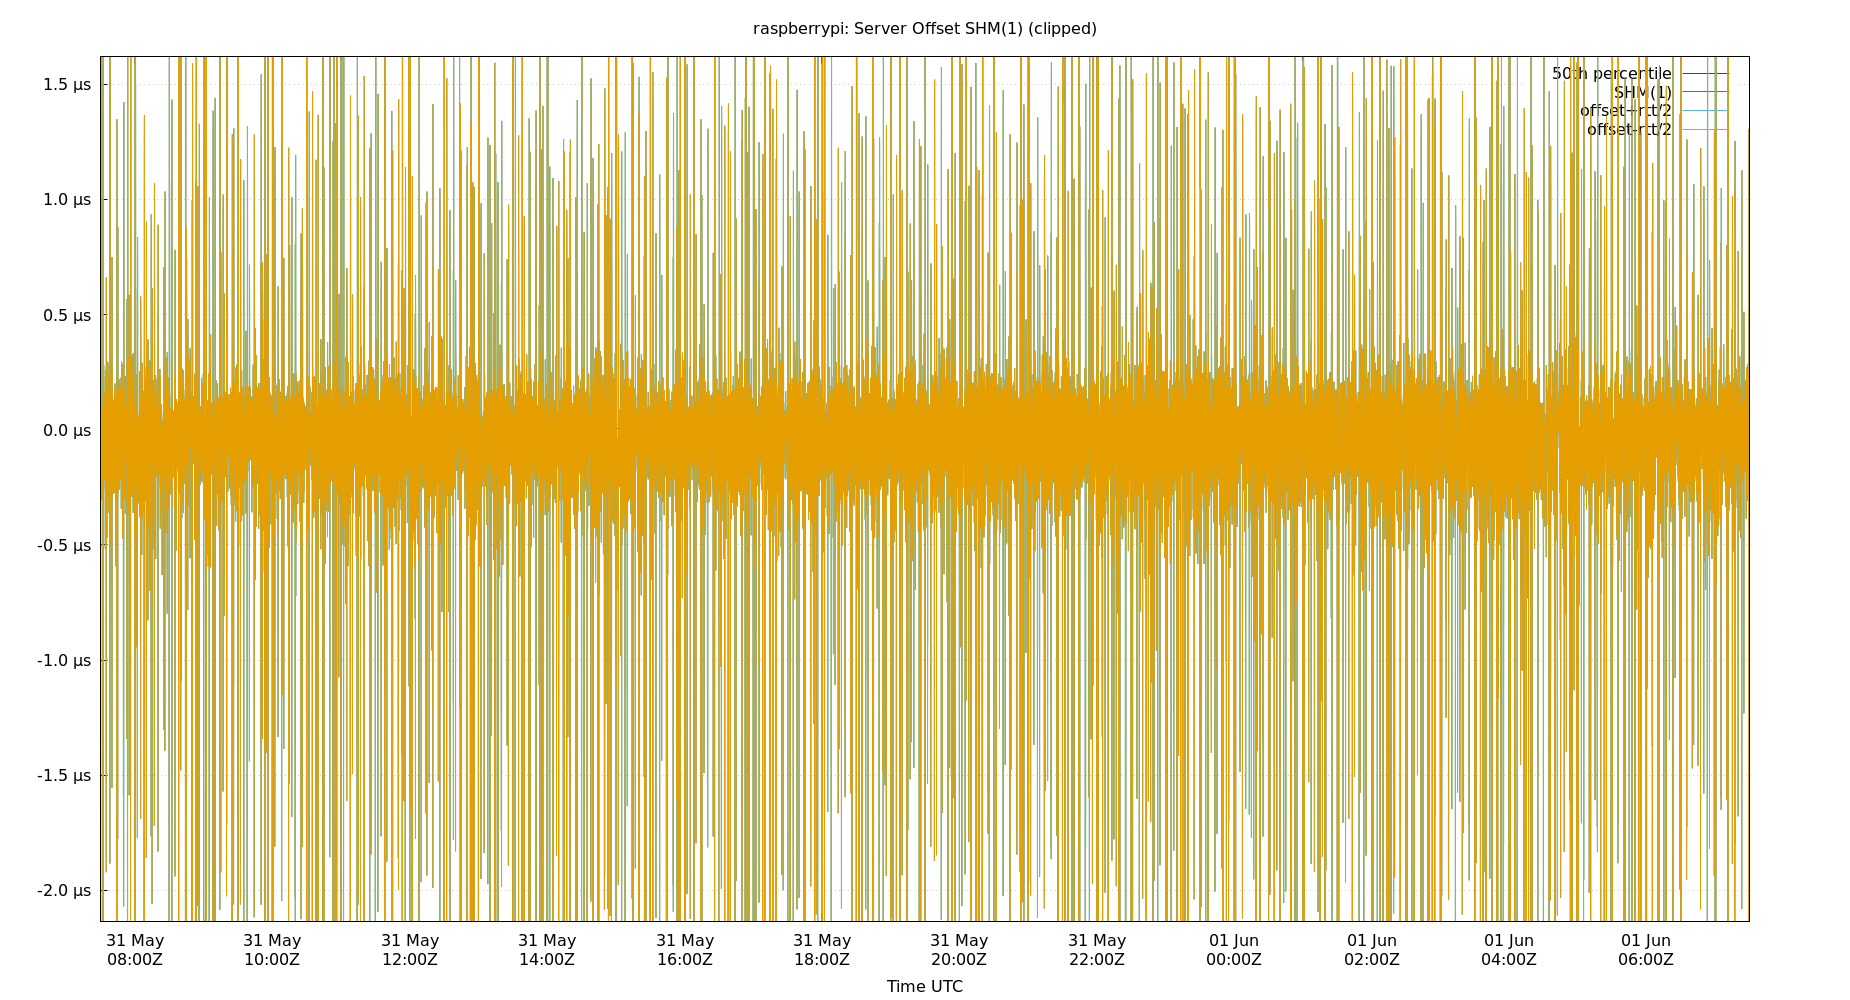 raspberrypi: Server Offset SHM(1) (clipped)
50th percentile
SHM(1)
offset+rtt/2
offset-rtt/2
1.5 µs
1.0 µs
0.5 µs
0.0 µs
-0.5 µs
-1.0 µs
-1.5 µs
-2.0 µs
31 May 31 May 31 May 31 May 31 May 31 May 31 May 31 May 01 Jun 01 Jun 01 Jun 01 Jun
08:00Z 10:00Z 12:00Z 14:00Z 16:00Z 18:00Z 20:00Z 22:00Z 00:00Z 02:00Z 04:00Z 06:00Z
Time UTC